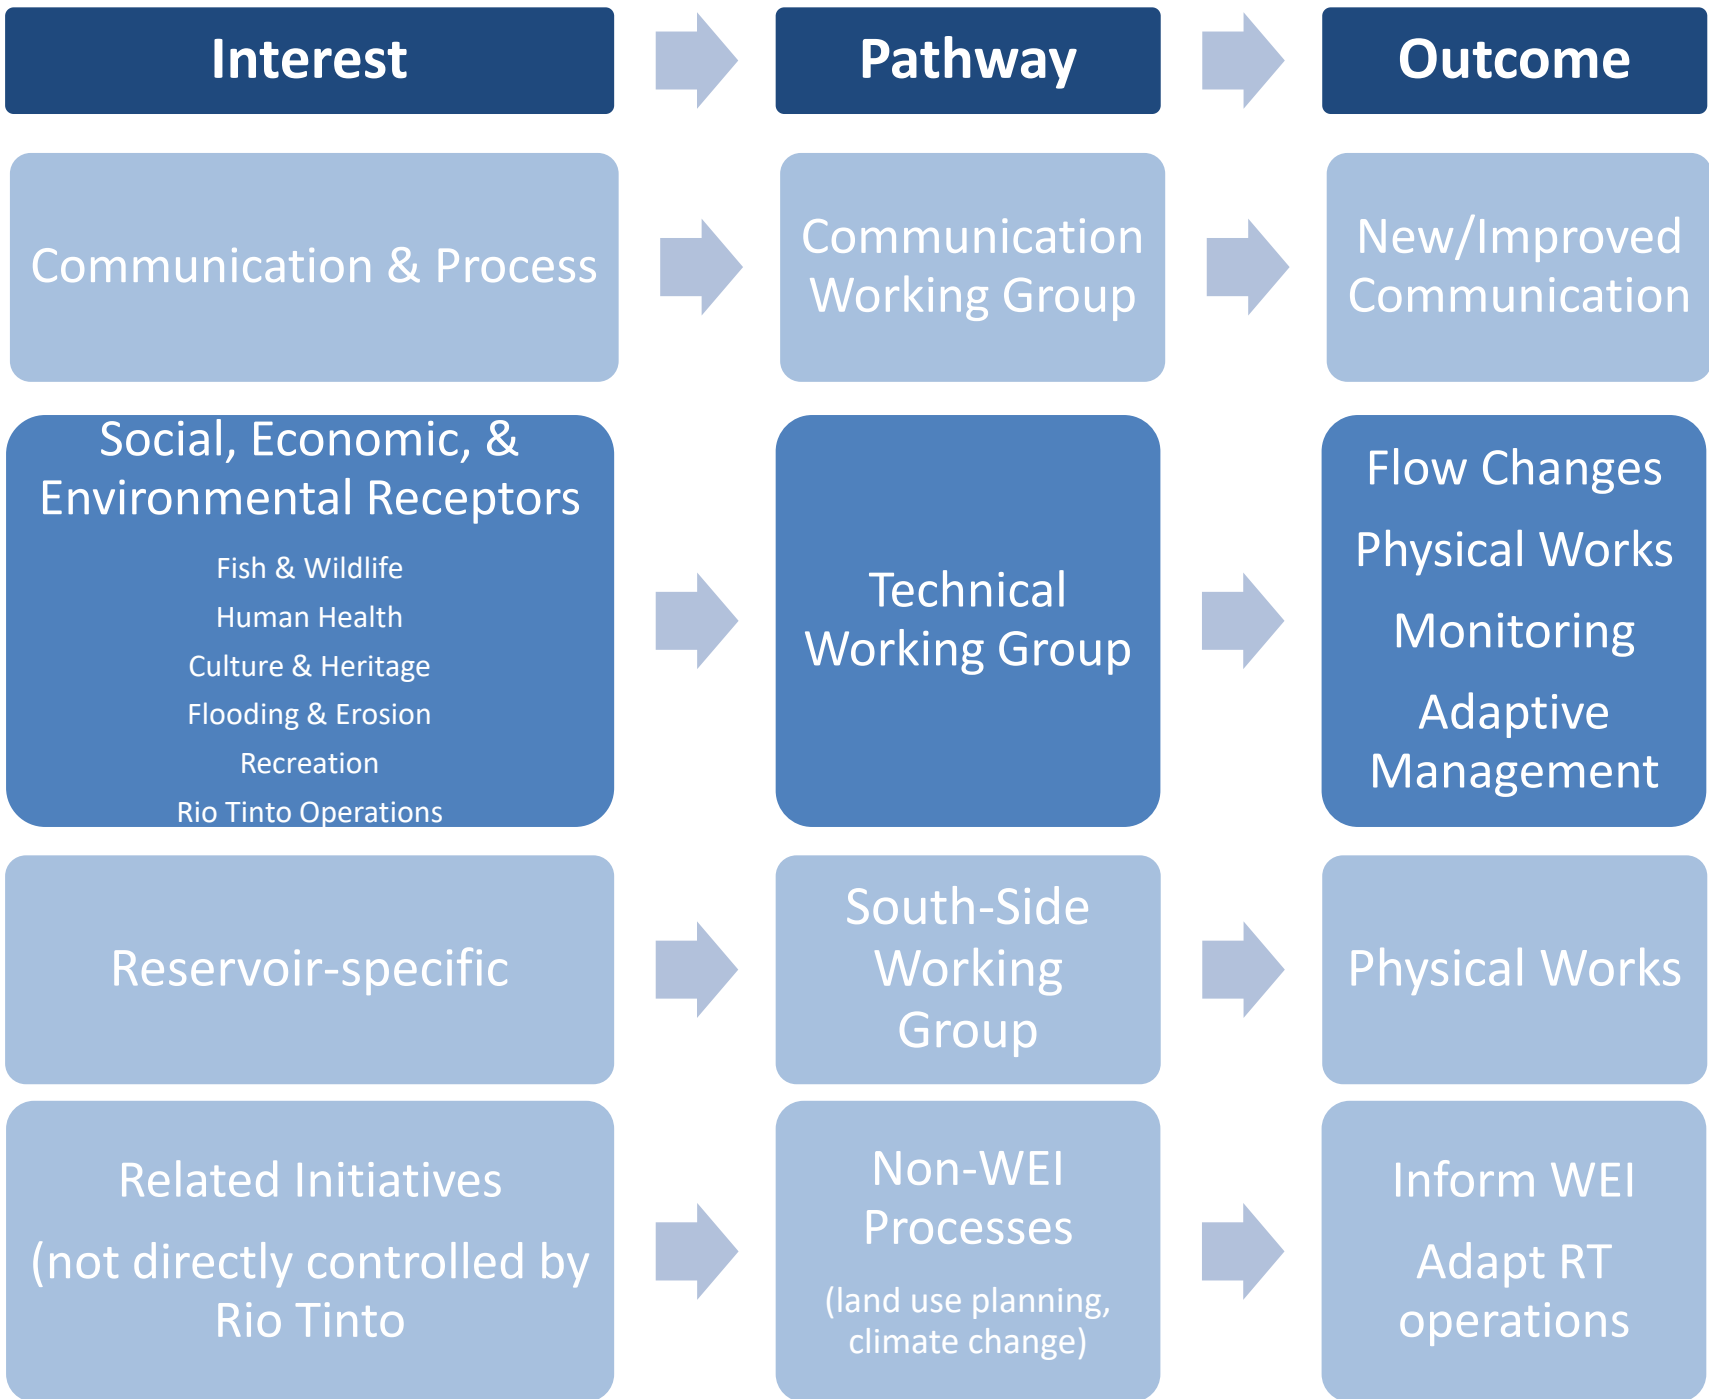 Interest
Pathway
Outcome
Communication & Process
Communication
Working Group
New/Improved
Communication
Social, Economic, &
Environmental Receptors
Fish & Wildlife
Human Health
Culture & Heritage
Flooding & Erosion
Recreation
Rio Tinto Operations
Technical
Working Group
Flow Changes
Physical Works
Monitoring
Adaptive
Management
Reservoir-specific
South-Side
Working
Group
Physical Works
Related Initiatives
(not directly controlled by
Rio Tinto
Non-WEI
Processes
(land use planning,
climate change)
Inform WEI
Adapt RT
operations